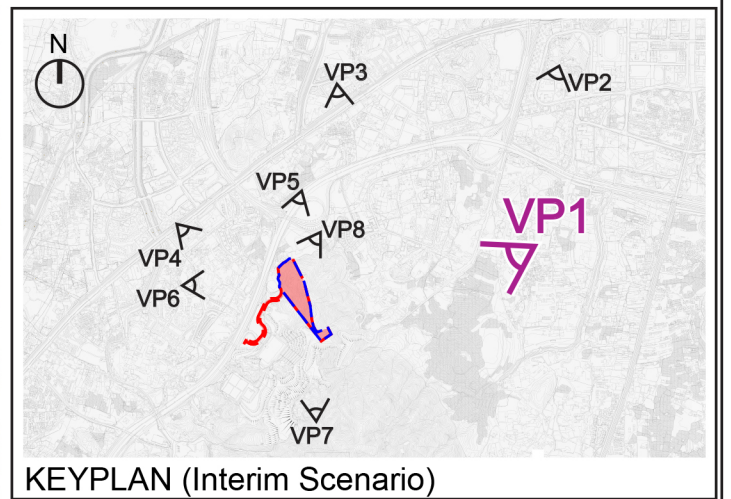 N
VP3
VP2
VP5
VP1
VP8
VP4
VP6
VP7
KEYPLAN (Interim Scenario)